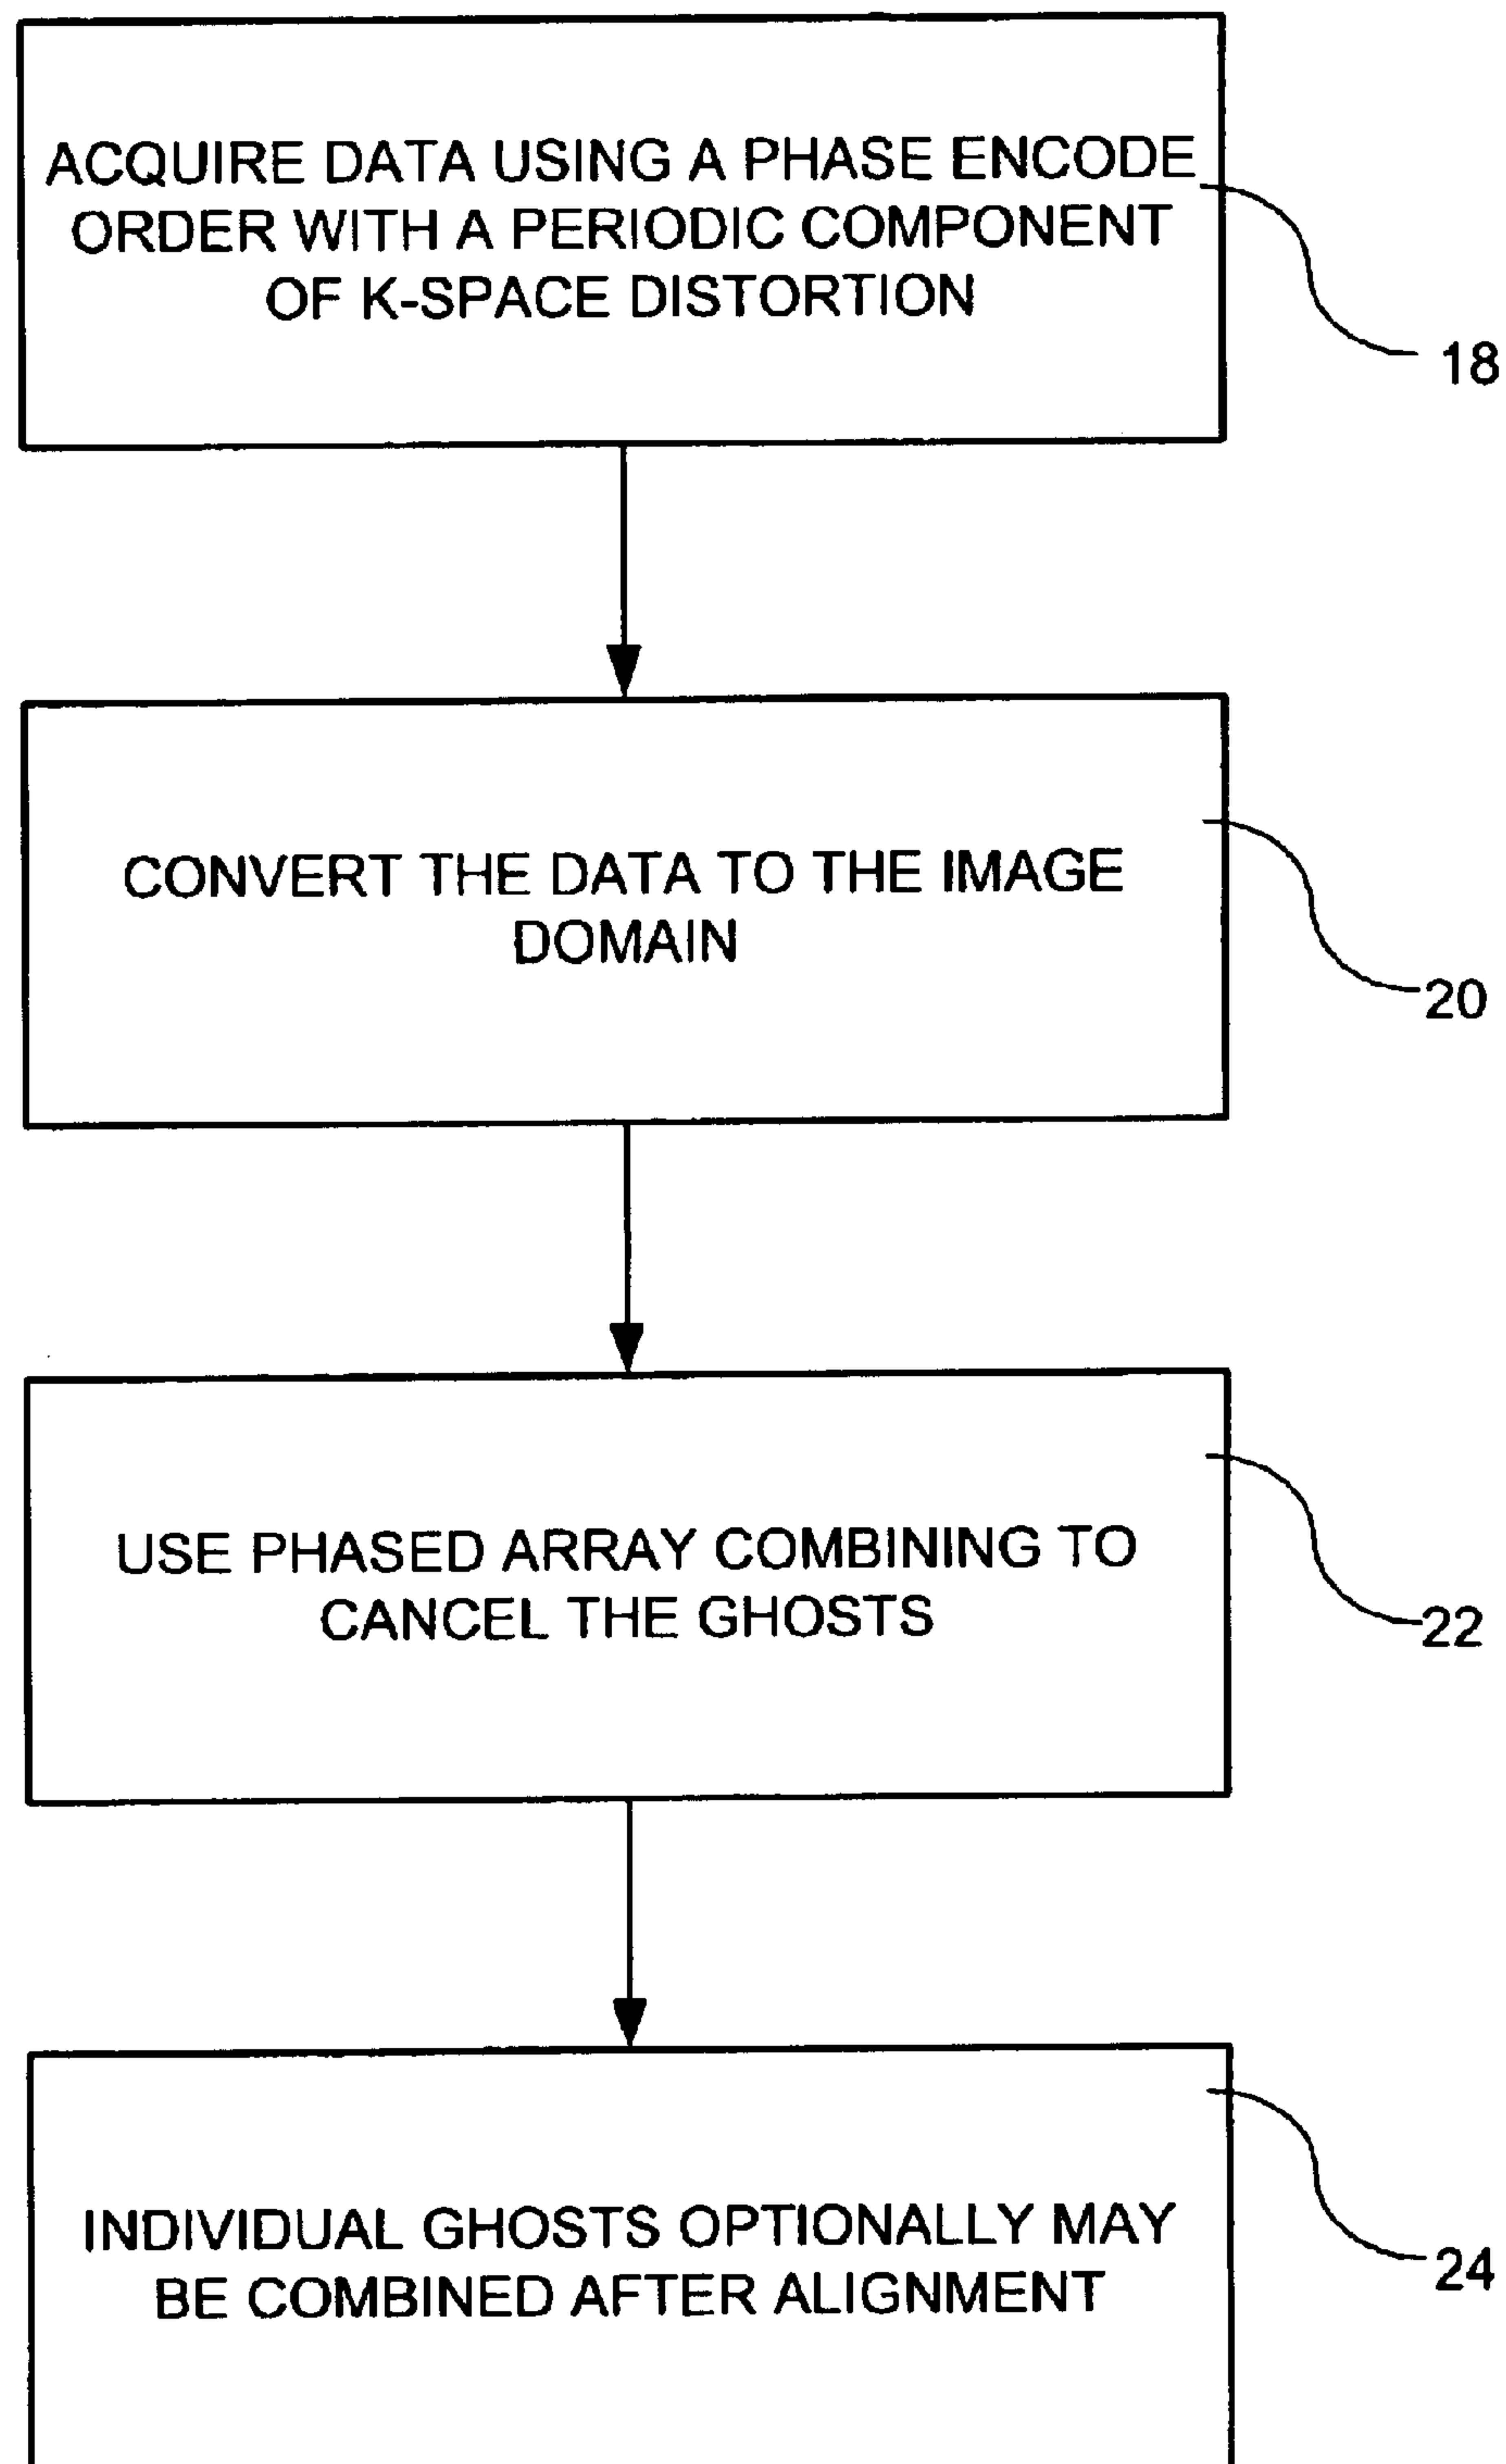 ACQUIRE DATA USING A PHASE ENCODE
ORDER WITH A PERIODIC COMPONENT
OF K-SPACE DISTORTION
18
CONVERT THE DATA TO THE IMAGE
DOMAIN
20
USE PHASED ARRAY COMBINING TO
CANCEL THE GHOSTS
22
INDIVIDUAL GHOSTS OPTIONALLY MAY
BE COMBINED AFTER ALIGNMENT
24